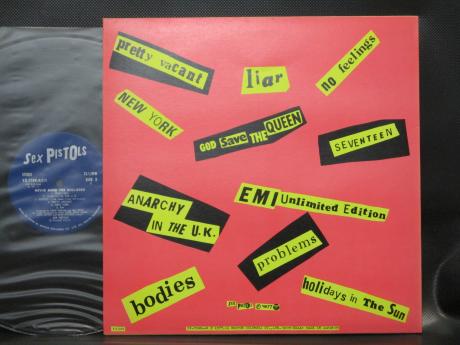 pretty vacant
liar
no feelings
NEW YORK
GOD save THE QUEEN
SEVENTEEN
ANARCHY
IN THE U.K.
EMI Unlimited Edition
problems
bodies
holidays in The Sun
sex PISTOLS